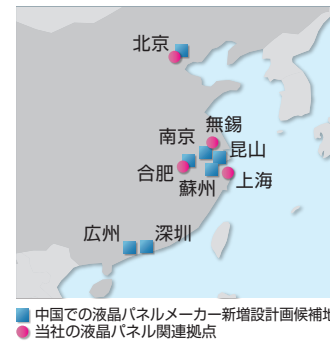 北京
無錫
南京
昆山
合肥
蘇州
上海
広州
深圳
中国での液晶パネルメーカー新増設計画候補地
当社の液晶パネル関連拠点